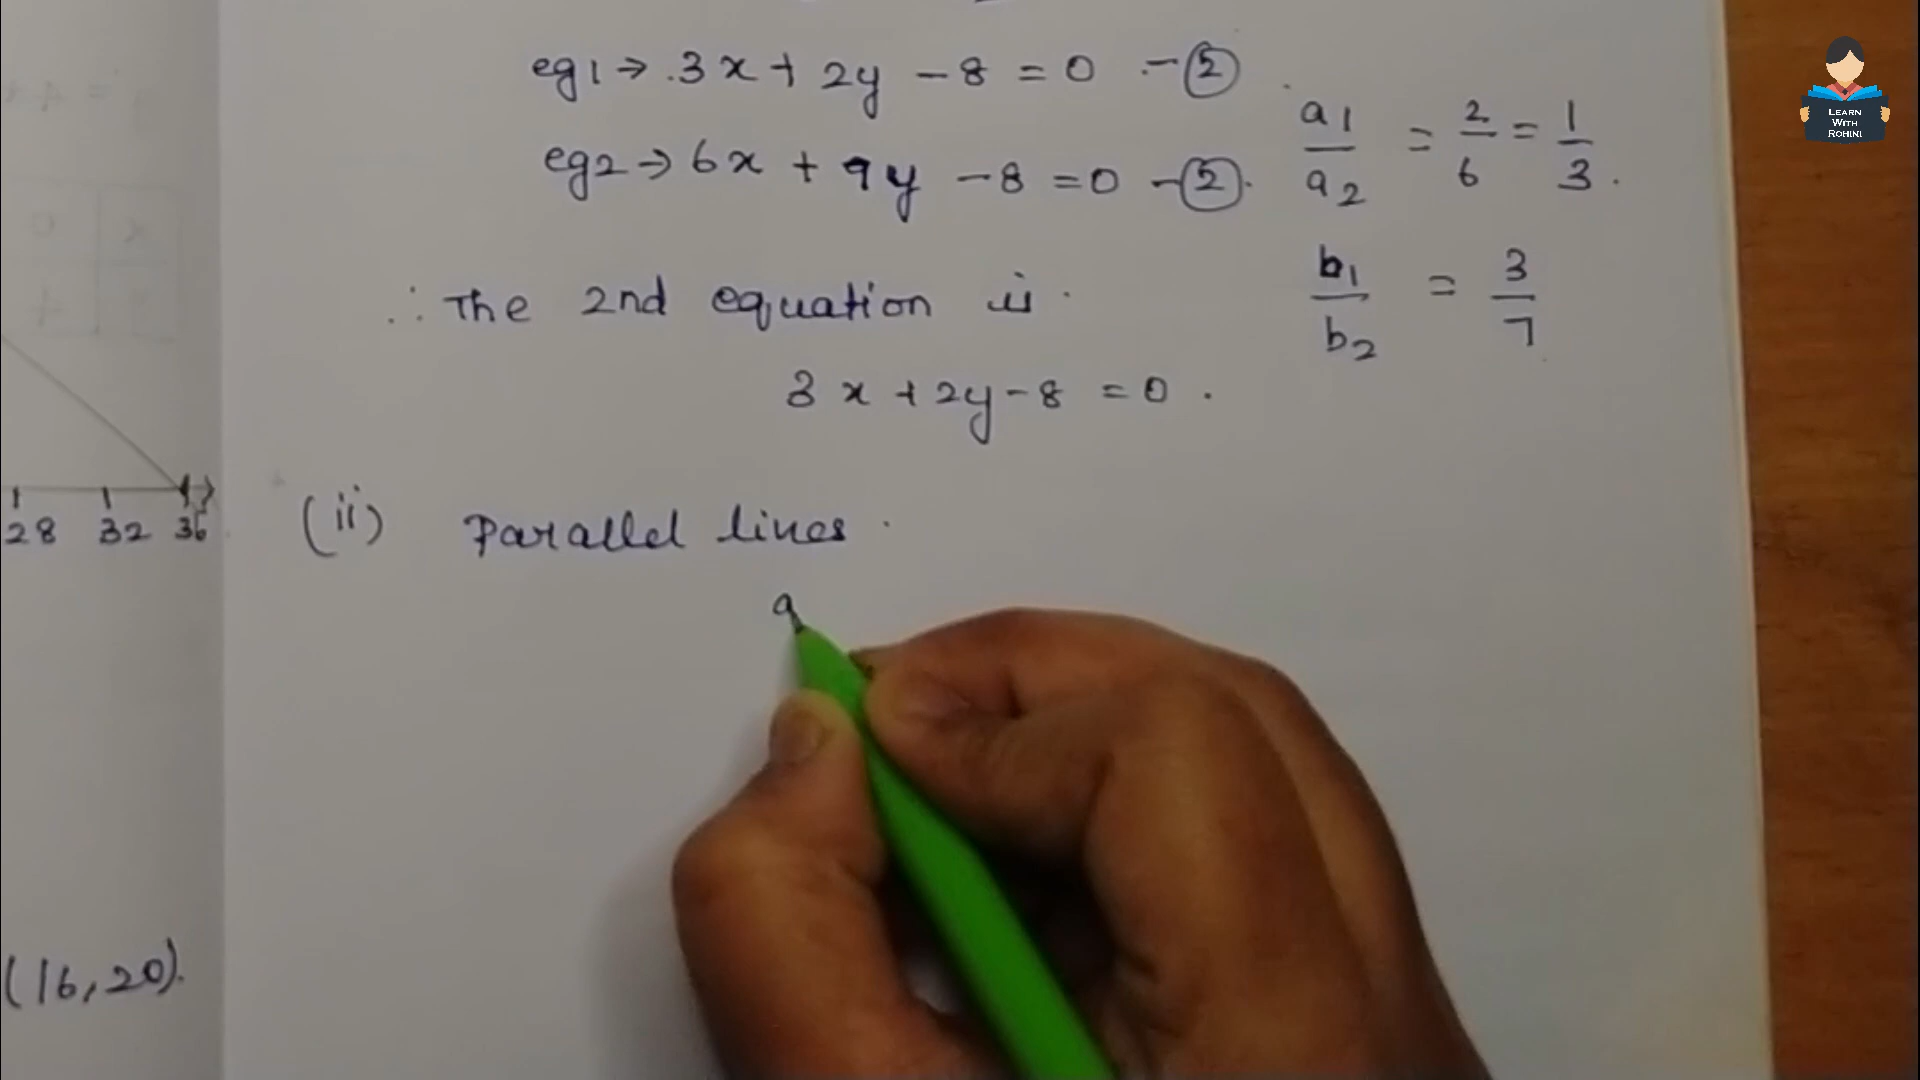 eg1 → 3x + 2y - 8 = 0 - ②
eg2 → 6x + 9y - 8 = 0 - ②.
∴ The 2nd equation is
3x + 2y - 8 = 0.
a1/a2 = 2/6 = 1/3.
b1/b2 = 3/7
(ii) Parallel lines.
a
28 32 36
(16,20).
LEARN
WITH
ROHINI